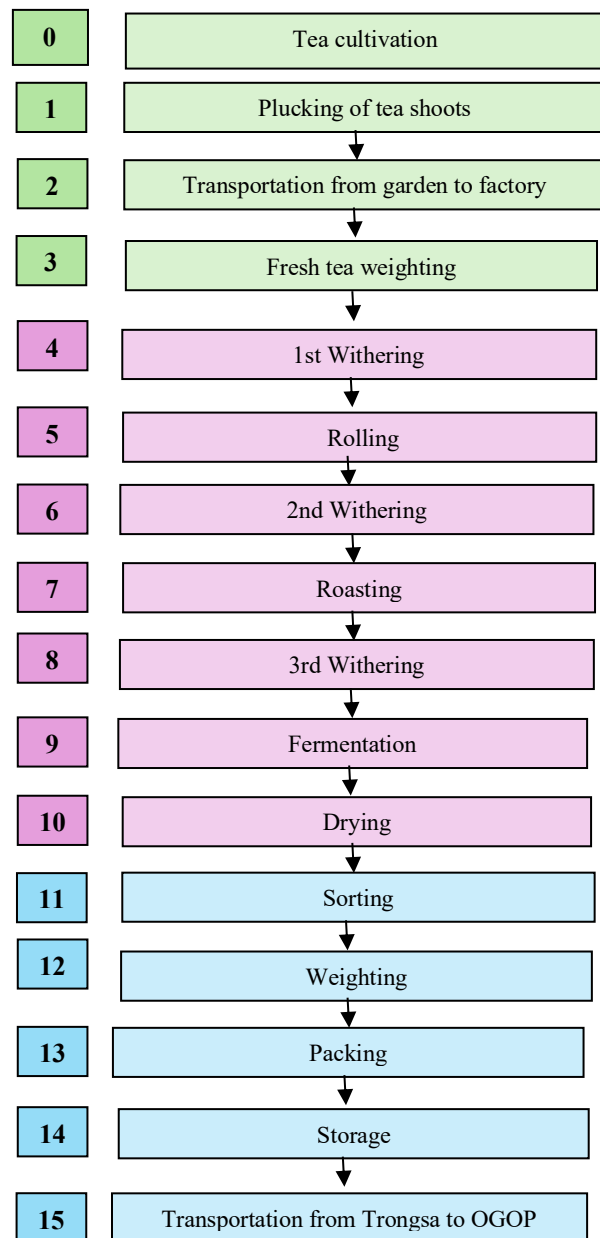 0 Tea cultivation
1 Plucking of tea shoots
2 Transportation from garden to factory
3 Fresh tea weighting
4 1st Withering
5 Rolling
6 2nd Withering
7 Roasting
8 3rd Withering
9 Fermentation
10 Drying
11 Sorting
12 Weighting
13 Packing
14 Storage
15 Transportation from Trongsa to OGOP